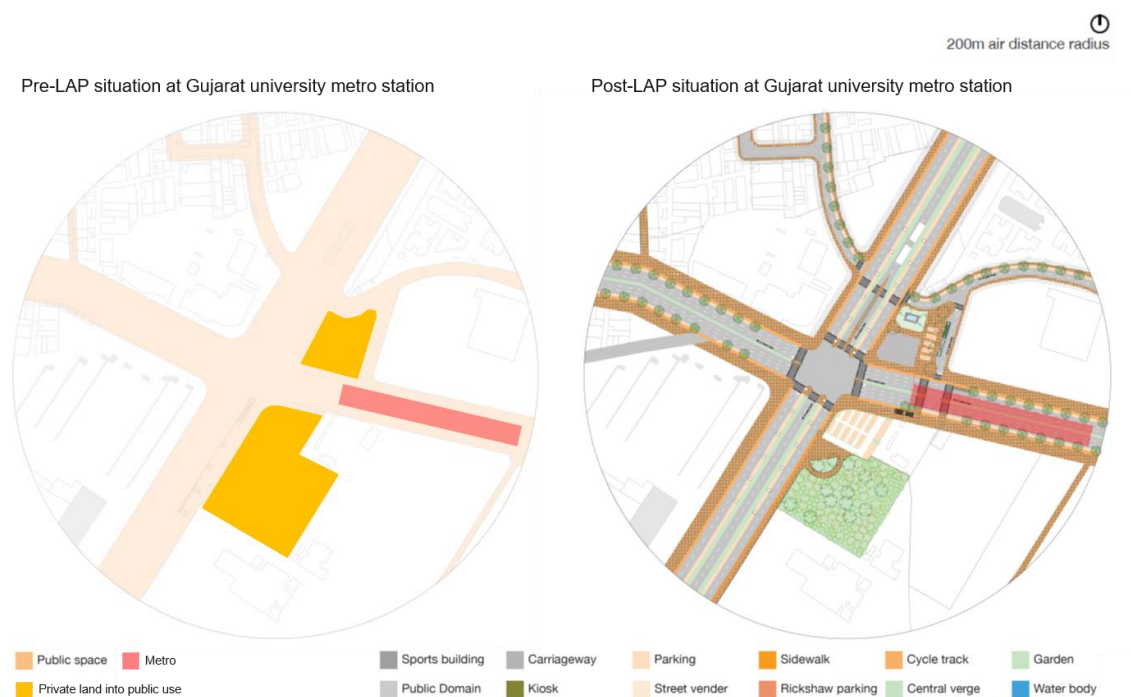 200m air distance radius
Pre-LAP situation at Gujarat university metro station
Post-LAP situation at Gujarat university metro station
Public space
Metro
Sports building
Carriageway
Parking
Sidewalk
Cycle track
Garden
Private land into public use
Public Domain
Kiosk
Street vender
Rickshaw parking
Central verge
Water body